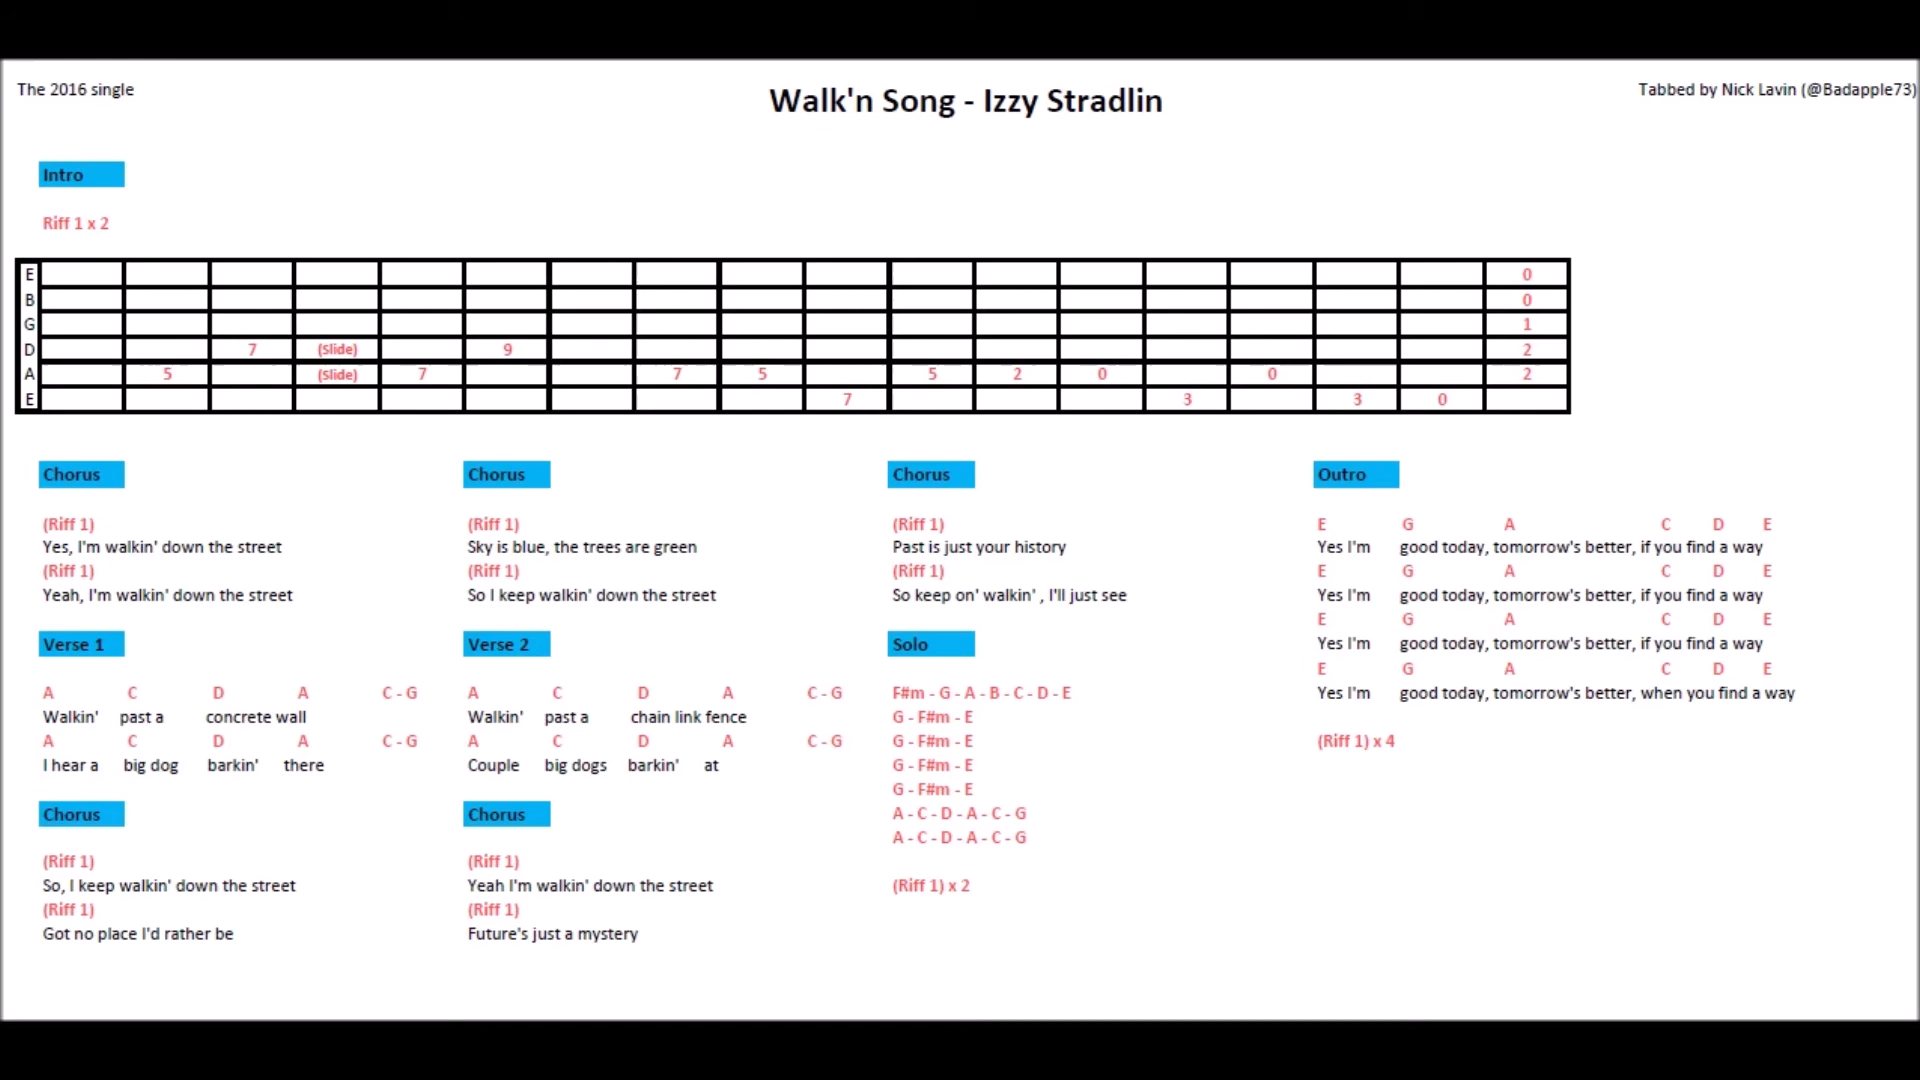 The 2016 single
Walk'n Song - Izzy Stradlin
Tabbed by Nick Lavin (@Badapple73)
Intro
Riff 1 x 2
E 0
B 0
G 1
D 7 (Slide) 9 2
A 5 (Slide) 7 7 5 5 2 0 0 2
E 7 3 3 0
Chorus
(Riff 1)
Yes, I'm walkin' down the street
(Riff 1)
Yeah, I'm walkin' down the street
Verse 1
A C D A C - G
Walkin' past a concrete wall
A C D A C - G
I hear a big dog barkin' there
Chorus
(Riff 1)
So, I keep walkin' down the street
(Riff 1)
Got no place I'd rather be
Chorus
(Riff 1)
Sky is blue, the trees are green
(Riff 1)
So I keep walkin' down the street
Verse 2
A C D A C - G
Walkin' past a chain link fence
A C D A C - G
Couple big dogs barkin' at
Chorus
(Riff 1)
Yeah I'm walkin' down the street
(Riff 1)
Future's just a mystery
Chorus
(Riff 1)
Past is just your history
(Riff 1)
So keep on' walkin' , I'll just see
Solo
F#m - G - A - B - C - D - E
G - F#m - E
G - F#m - E
G - F#m - E
G - F#m - E
A - C - D - A - C - G
A - C - D - A - C - G
(Riff 1) x 2
Outro
E G A C D E
Yes I'm good today, tomorrow's better, if you find a way
E G A C D E
Yes I'm good today, tomorrow's better, if you find a way
E G A C D E
Yes I'm good today, tomorrow's better, if you find a way
E G A C D E
Yes I'm good today, tomorrow's better, when you find a way
(Riff 1) x 4